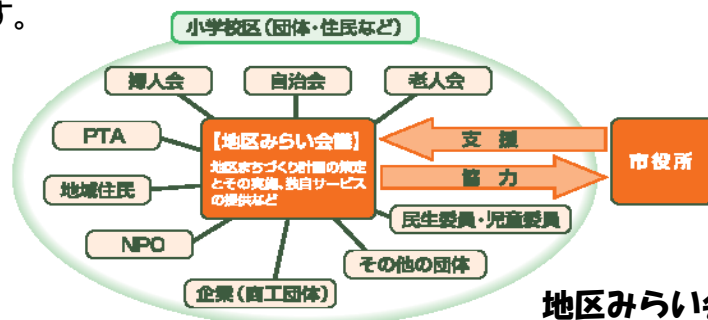 す。
小学校区(団体・住民など)
婦人会
自治会
老人会
PTA
【地区みらい会議】
地区まちづくり計画の策定
とその実施、独自サービス
の提供など
支 援
市役所
地域住民
協 力
民生委員・児童委員
NPO
その他の団体
企業(商工団体)
地区みらい会